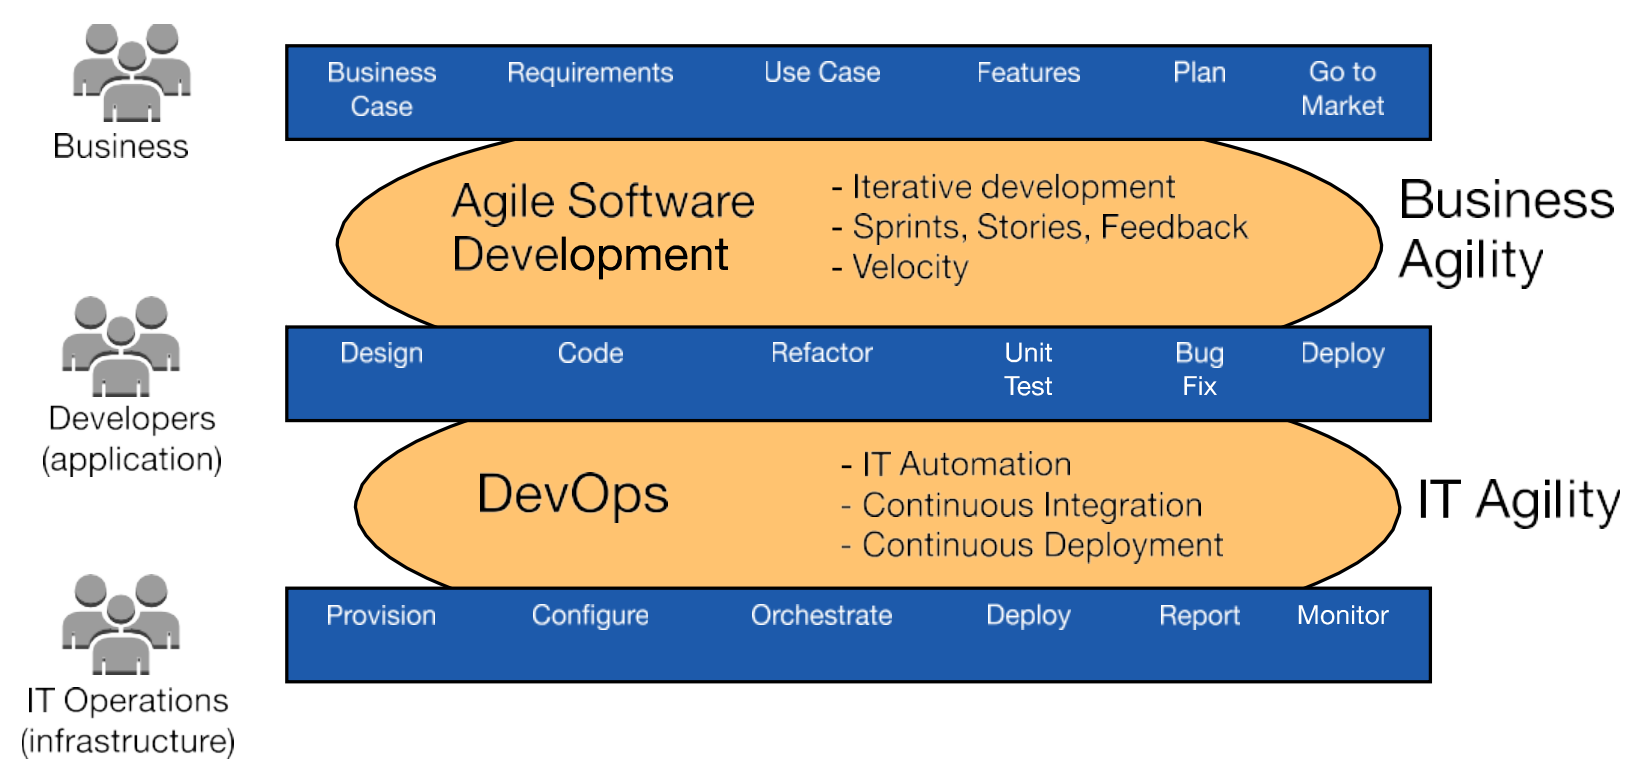 Business Case
Requirements
Use Case
Features
Plan
Go to Market
Business
Agile Software
Development
- Iterative development
- Sprints, Stories, Feedback
- Velocity
Business
Agility
Design
Code
Refactor
Unit Test
Bug Fix
Deploy
Developers
(application)
DevOps
- IT Automation
- Continuous Integration
- Continuous Deployment
IT Agility
Provision
Configure
Orchestrate
Deploy
Report
Monitor
IT Operations
(infrastructure)